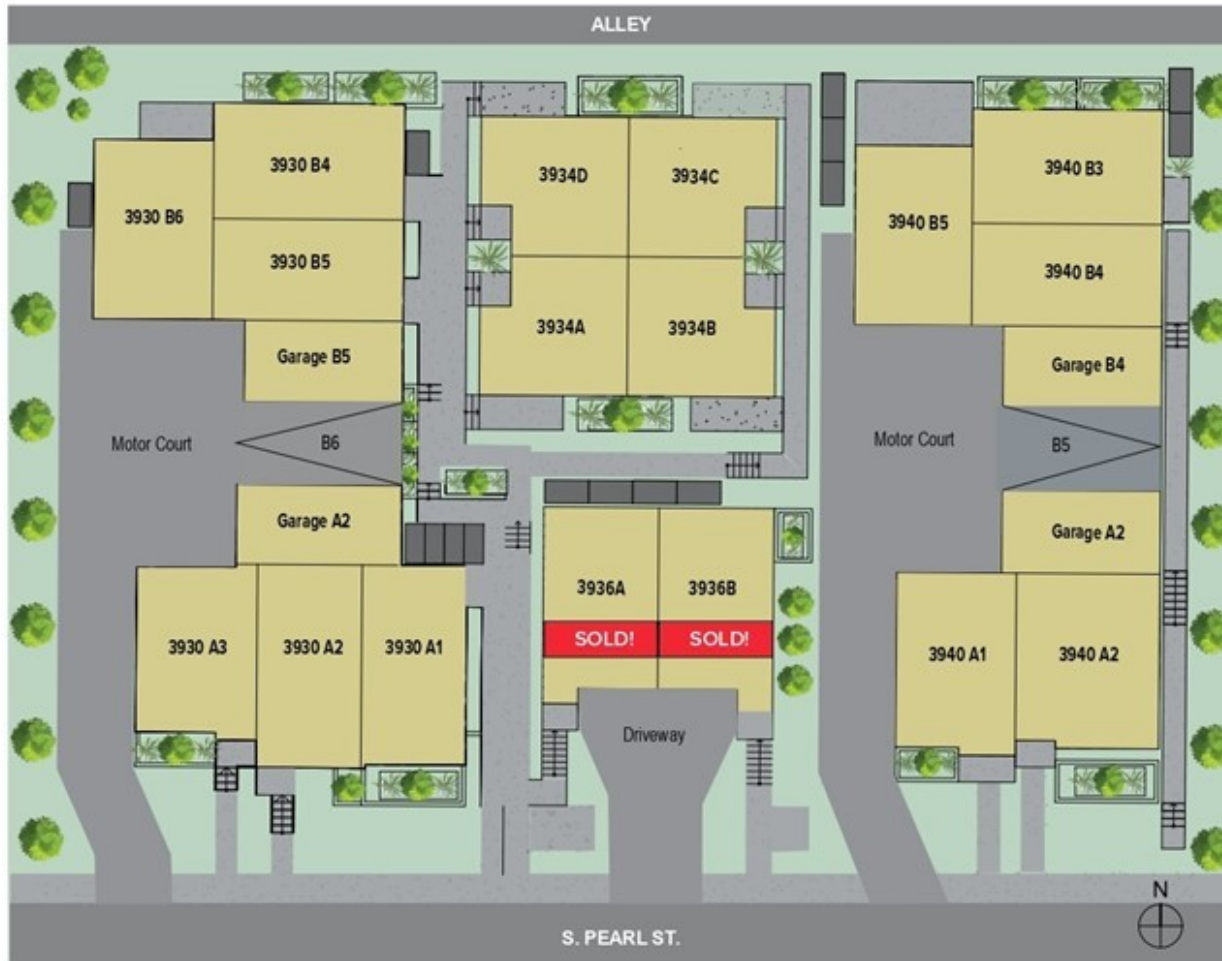 ALLEY
3930 B4
3930 B6
3930 B5
Garage B5
Motor Court
B6
Garage A2
3930 A3
3930 A2
3930 A1
3934D
3934C
3934A
3934B
3936A
3936B
SOLD!
SOLD!
Driveway
3940 B3
3940 B5
3940 B4
Garage B4
Motor Court
B5
Garage A2
3940 A1
3940 A2
N
S. PEARL ST.